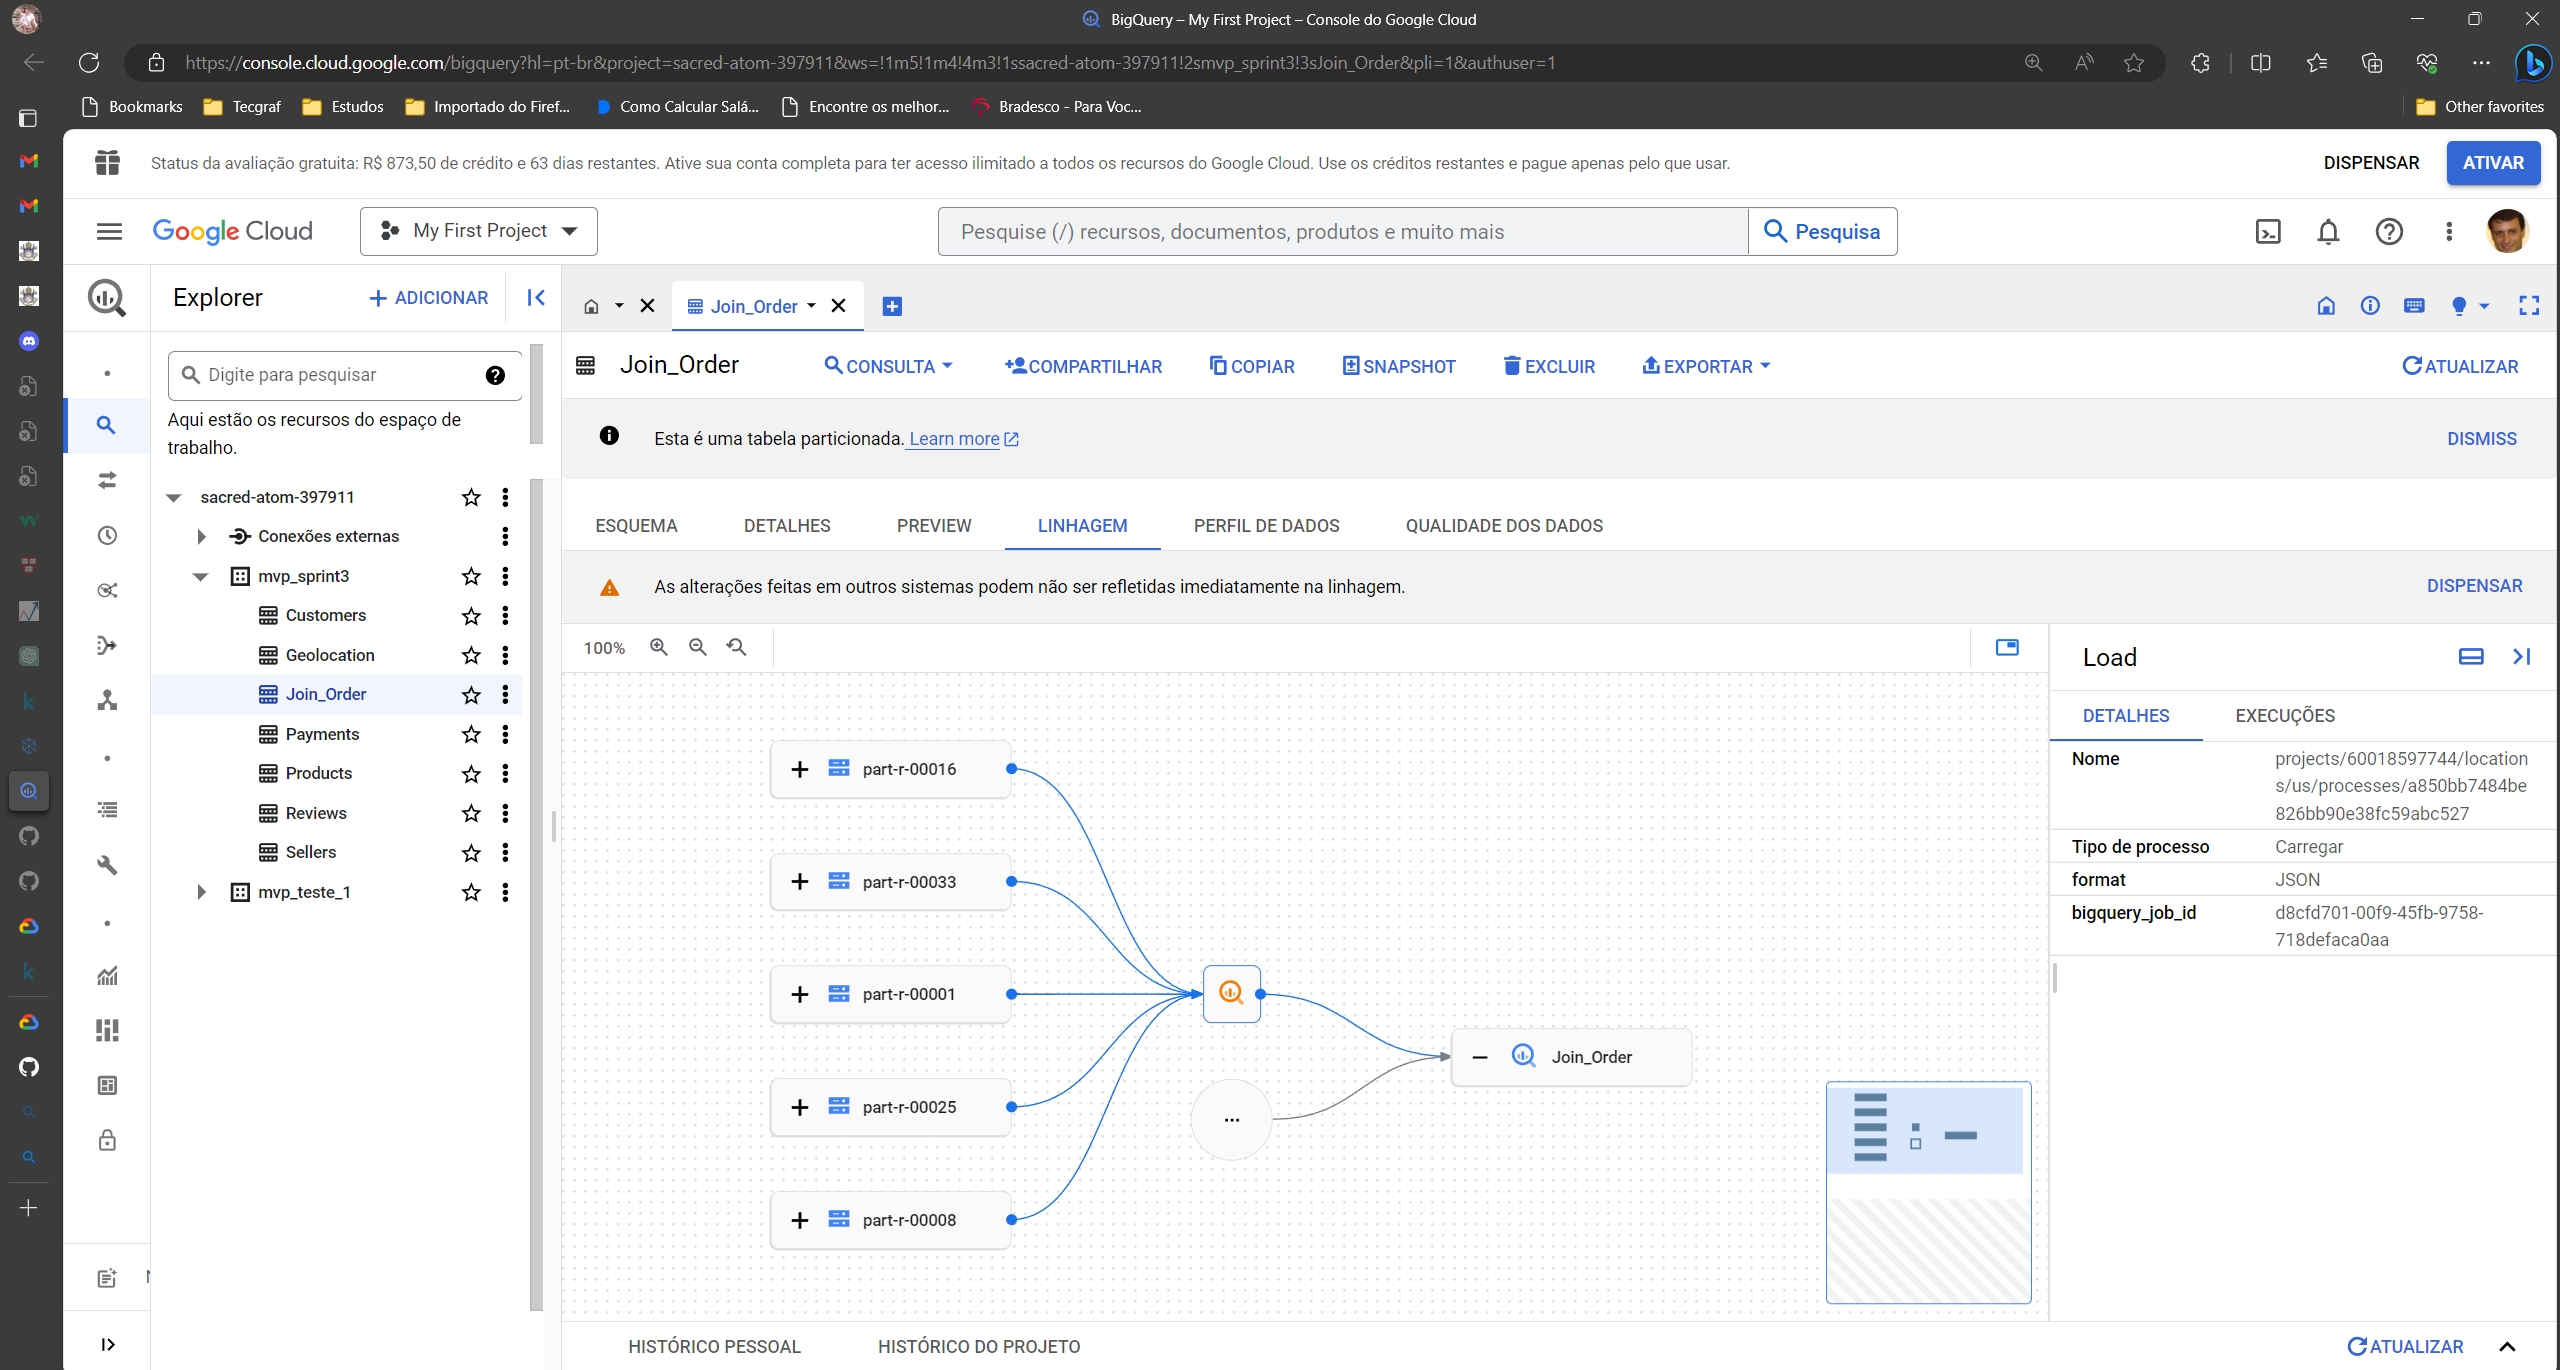 BigQuery – My First Project – Console do Google Cloud
https://console.cloud.google.com/bigquery?hl=pt-br&project=sacred-atom-397911&ws=!1m5!1m4!4m3!1ssacred-atom-397911!2smvp_sprint3!3sJoin_Order&pli=1&authuser=1
Bookmarks Tecgraf Estudos Importado do Firef... Como Calcular Salá... Encontre os melhor... Bradesco - Para Voc... Other favorites
Status da avaliação gratuita: R$ 873,50 de crédito e 63 dias restantes. Ative sua conta completa para ter acesso ilimitado a todos os recursos do Google Cloud. Use os créditos restantes e pague apenas pelo que usar. DISPENSAR ATIVAR
Google Cloud My First Project Pesquise (/) recursos, documentos, produtos e muito mais Pesquisa
Explorer + ADICIONAR
Join_Order
Digite para pesquisar
Aqui estão os recursos do espaço de
trabalho.
sacred-atom-397911
Conexões externas
mvp_sprint3
Customers
Geolocation
Join_Order
Payments
Products
Reviews
Sellers
mvp_teste_1
Join_Order CONSULTA COMPARTILHAR COPIAR SNAPSHOT EXCLUIR EXPORTAR ATUALIZAR
Esta é uma tabela particionada. Learn more DISMISS
ESQUEMA DETALHES PREVIEW LINHAGEM PERFIL DE DADOS QUALIDADE DOS DADOS
As alterações feitas em outros sistemas podem não ser refletidas imediatamente na linhagem. DISPENSAR
100%
part-r-00016
part-r-00033
part-r-00001
part-r-00025
part-r-00008
...
Join_Order
Load
DETALHES EXECUÇÕES
Nome projects/60018597744/location
s/us/processes/a850bb7484be
826bb90e38fc59abc527
Tipo de processo Carregar
format JSON
bigquery_job_id d8cfd701-00f9-45fb-9758-
718defaca0aa
HISTÓRICO PESSOAL HISTÓRICO DO PROJETO ATUALIZAR